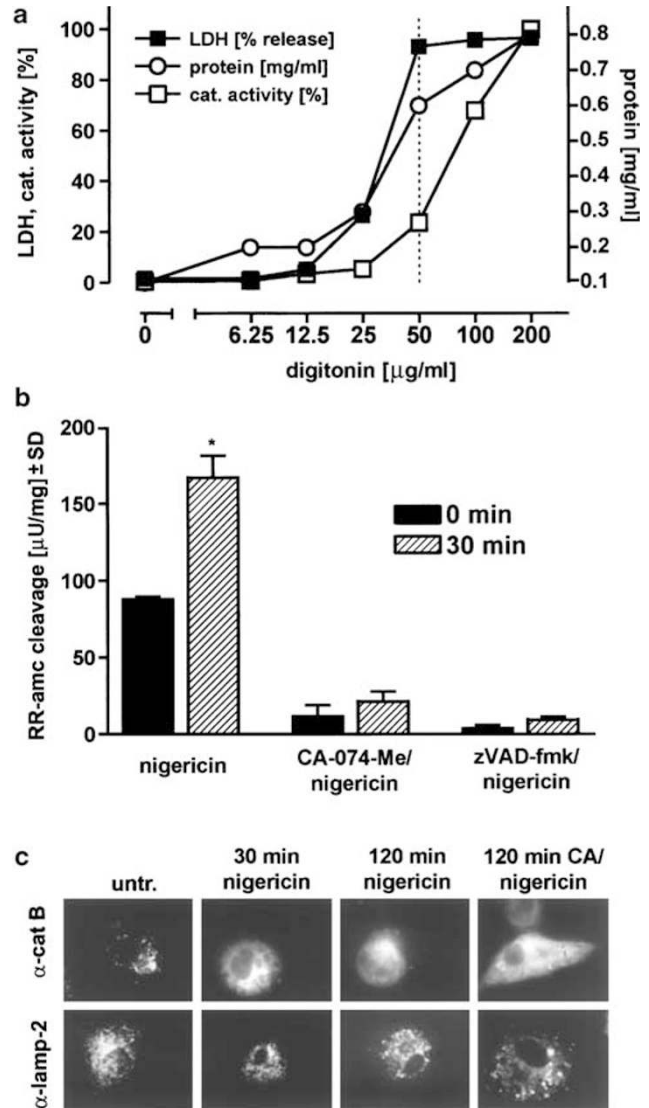 a
LDH, cat. activity [%]
100
80
60
40
20
0
LDH [% release]
protein [mg/ml]
cat. activity [%]
0.8
0.7
0.6
0.5
0.4
0.3
0.2
0.1
protein [mg/ml]
0 6.25 12.5 25 50 100 200
digitonin [µg/ml]
b
RR-amc cleavage [µU/mg] ± SD
200
150
100
50
0
*
0 min
30 min
nigericin
CA-074-Me/
nigericin
zVAD-fmk/
nigericin
c
untr.
30 min
nigericin
120 min
nigericin
120 min CA/
nigericin
α-cat B
α-lamp-2